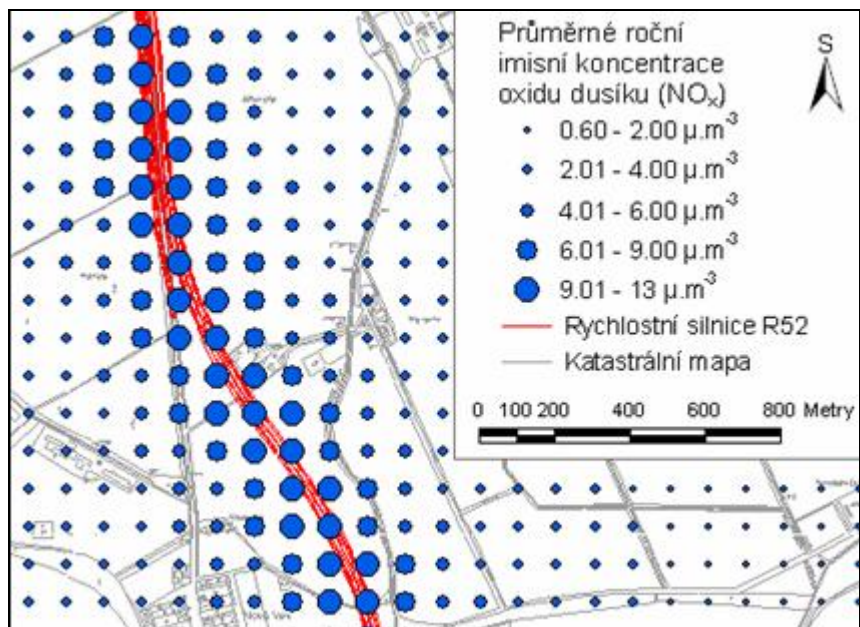 Průměrné roční
imisní koncentrace
oxidu dusíku (NOx)
S
0.60 - 2.00 µ.m-3
2.01 - 4.00 µ.m-3
4.01 - 6.00 µ.m-3
6.01 - 9.00 µ.m-3
9.01 - 13 µ.m-3
Rychlostní silnice R52
Katastrální mapa
0 100 200 400 600 800 Metry